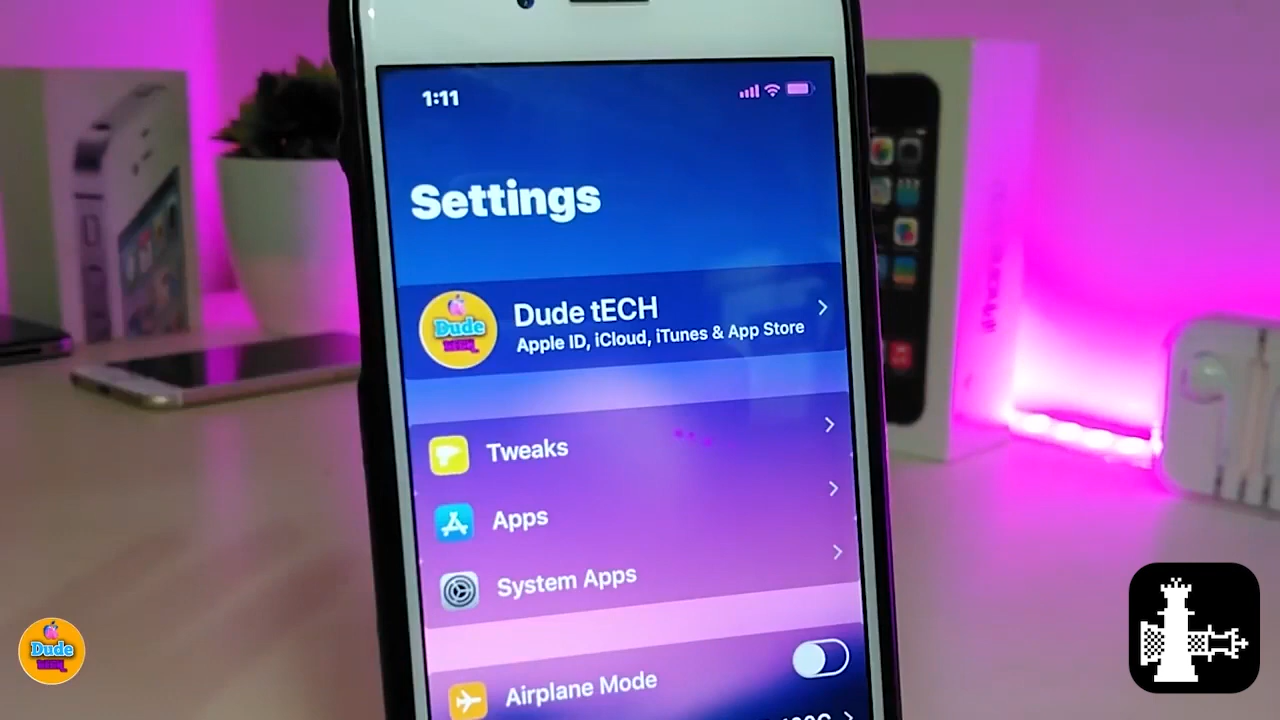 1:11
Settings
Dude
Dude tECH
Apple ID, iCloud, iTunes & App Store
Tweaks
Apps
System Apps
Airplane Mode
Dude